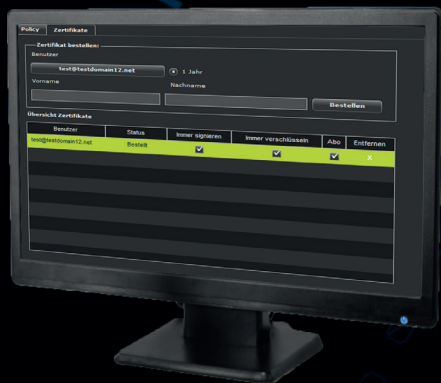 Policy Zertifikate
Zertifikat bestellen:
Benutzer
test@testdomain12.net 1 Jahr
Vorname Nachname
Bestellen
Übersicht Zertifikate
Benutzer Status Immer signieren Immer verschlüsseln Abo Entfernen
test@testdomain12.net Bestellt X